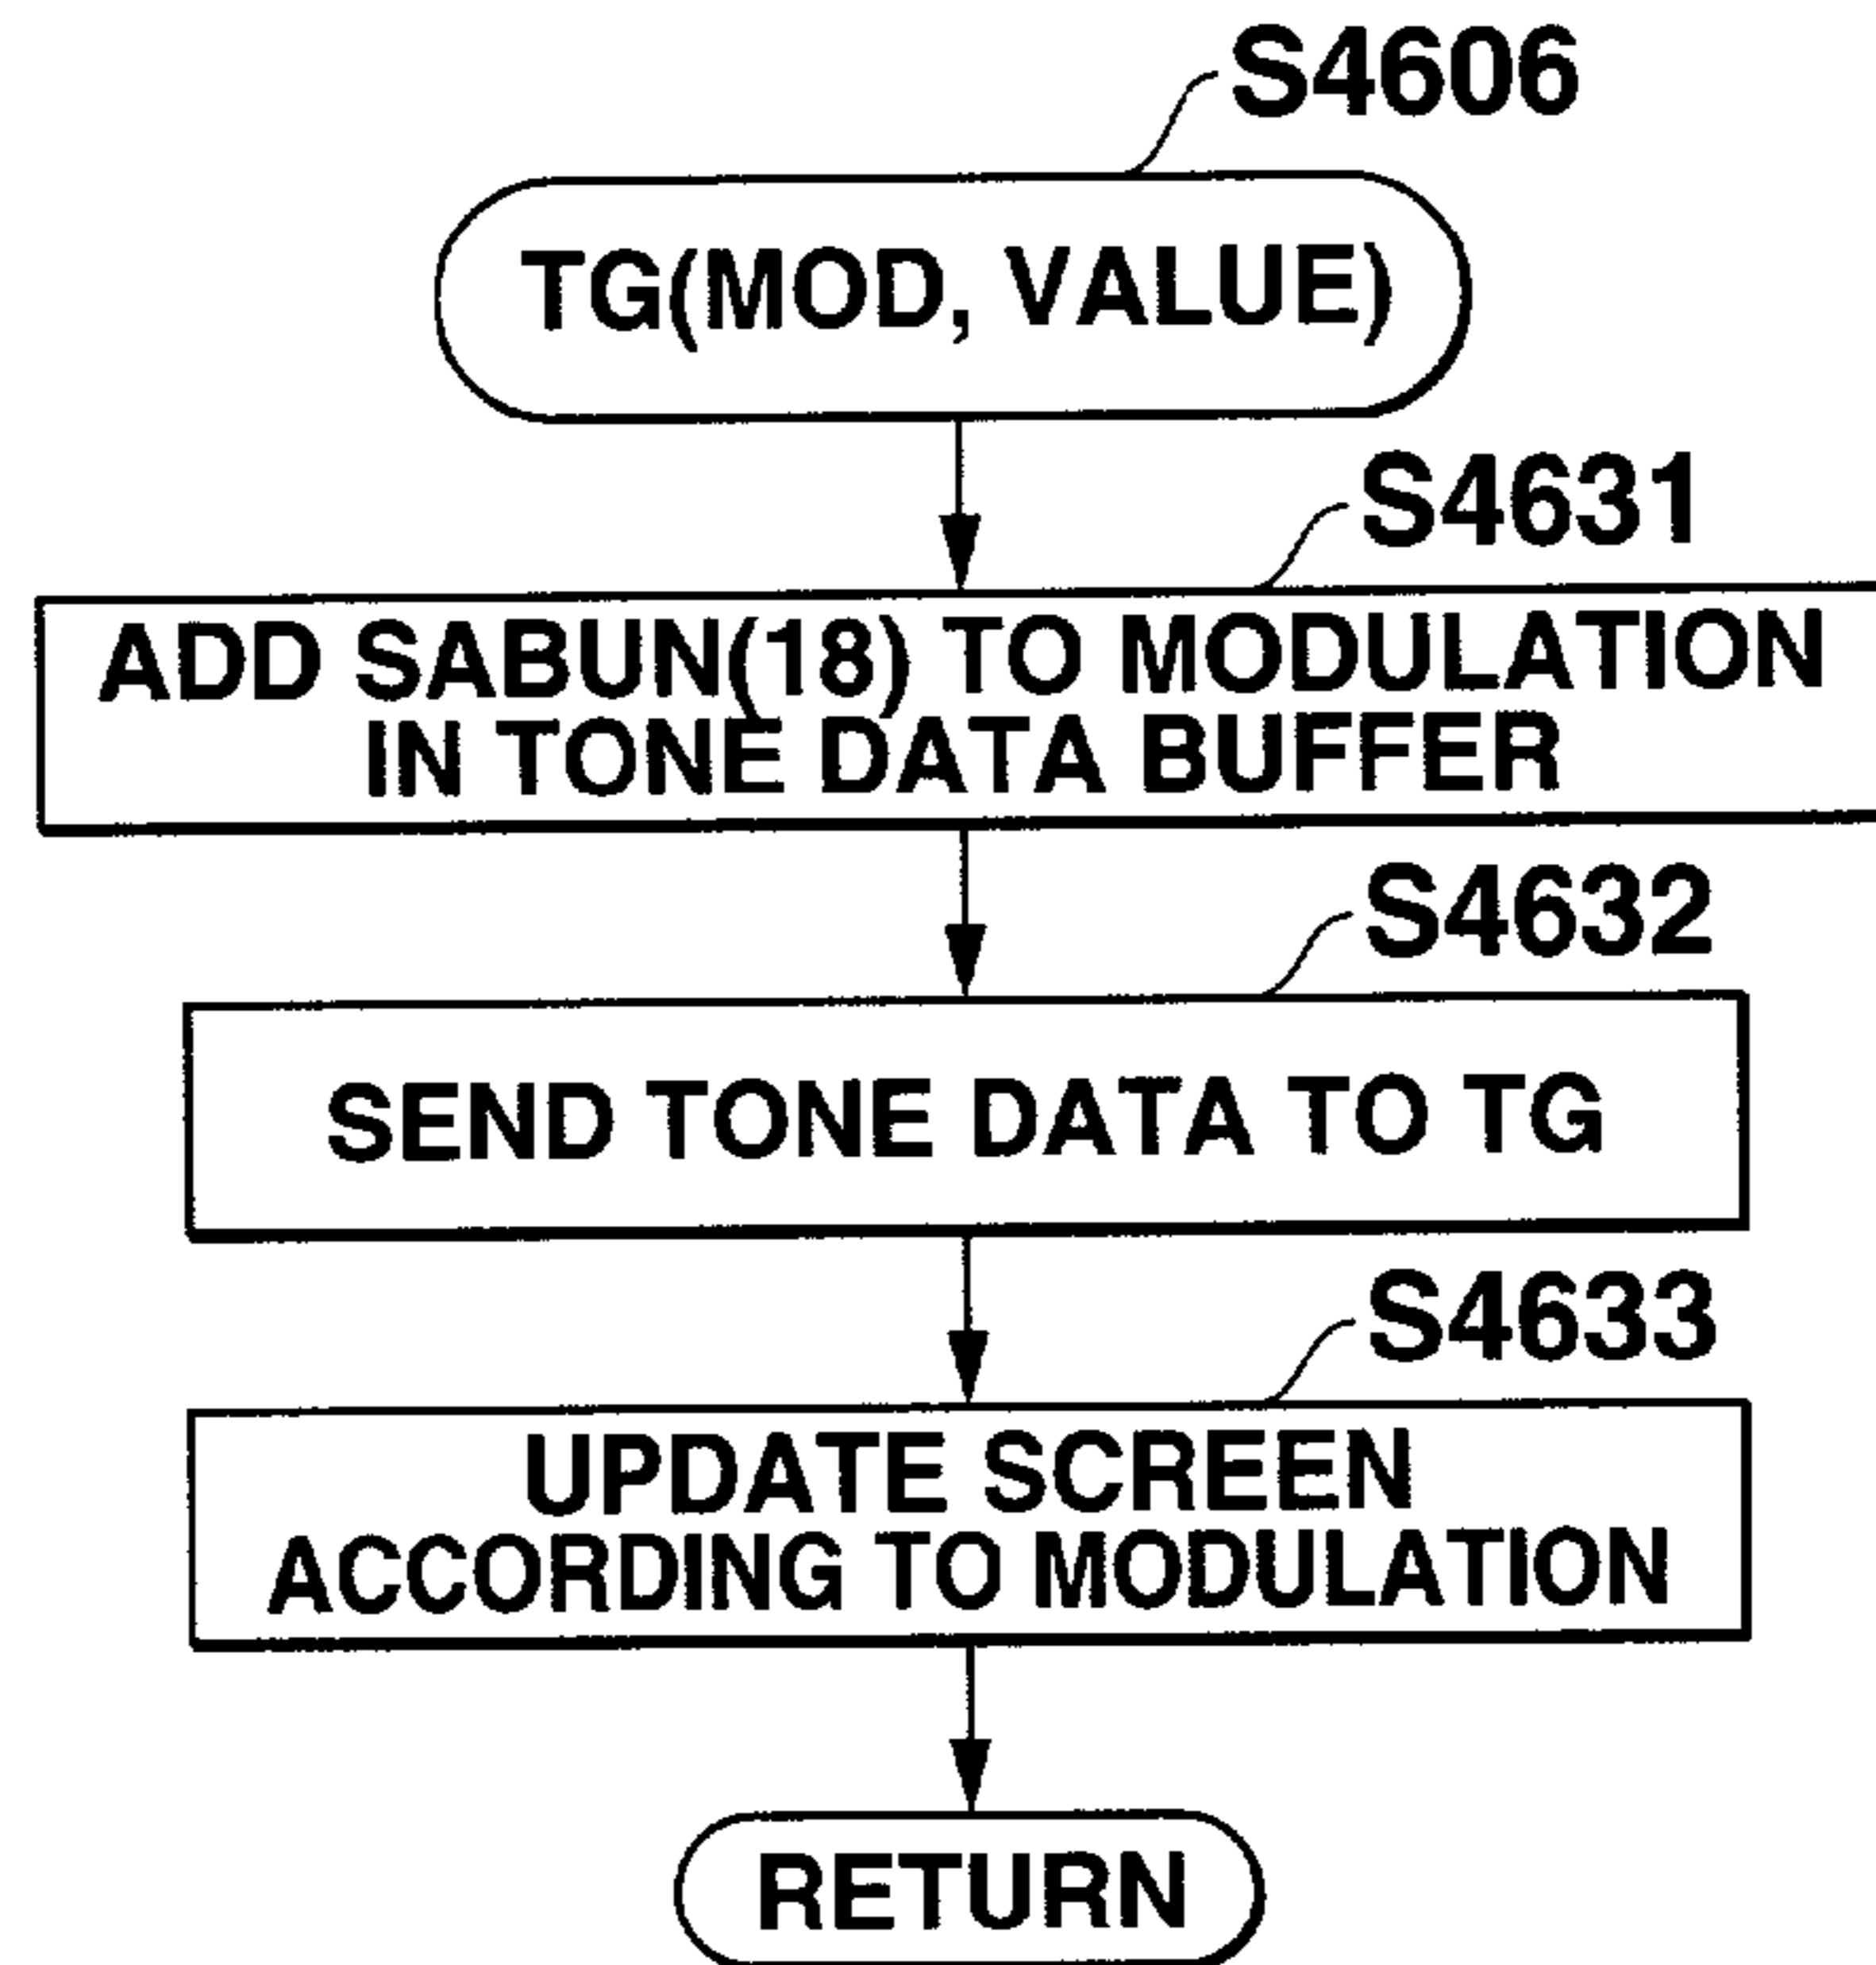 S4606
TG(MOD, VALUE)
S4631
ADD SABUN(18) TO MODULATION
IN TONE DATA BUFFER
S4632
SEND TONE DATA TO TG
S4633
UPDATE SCREEN
ACCORDING TO MODULATION
RETURN